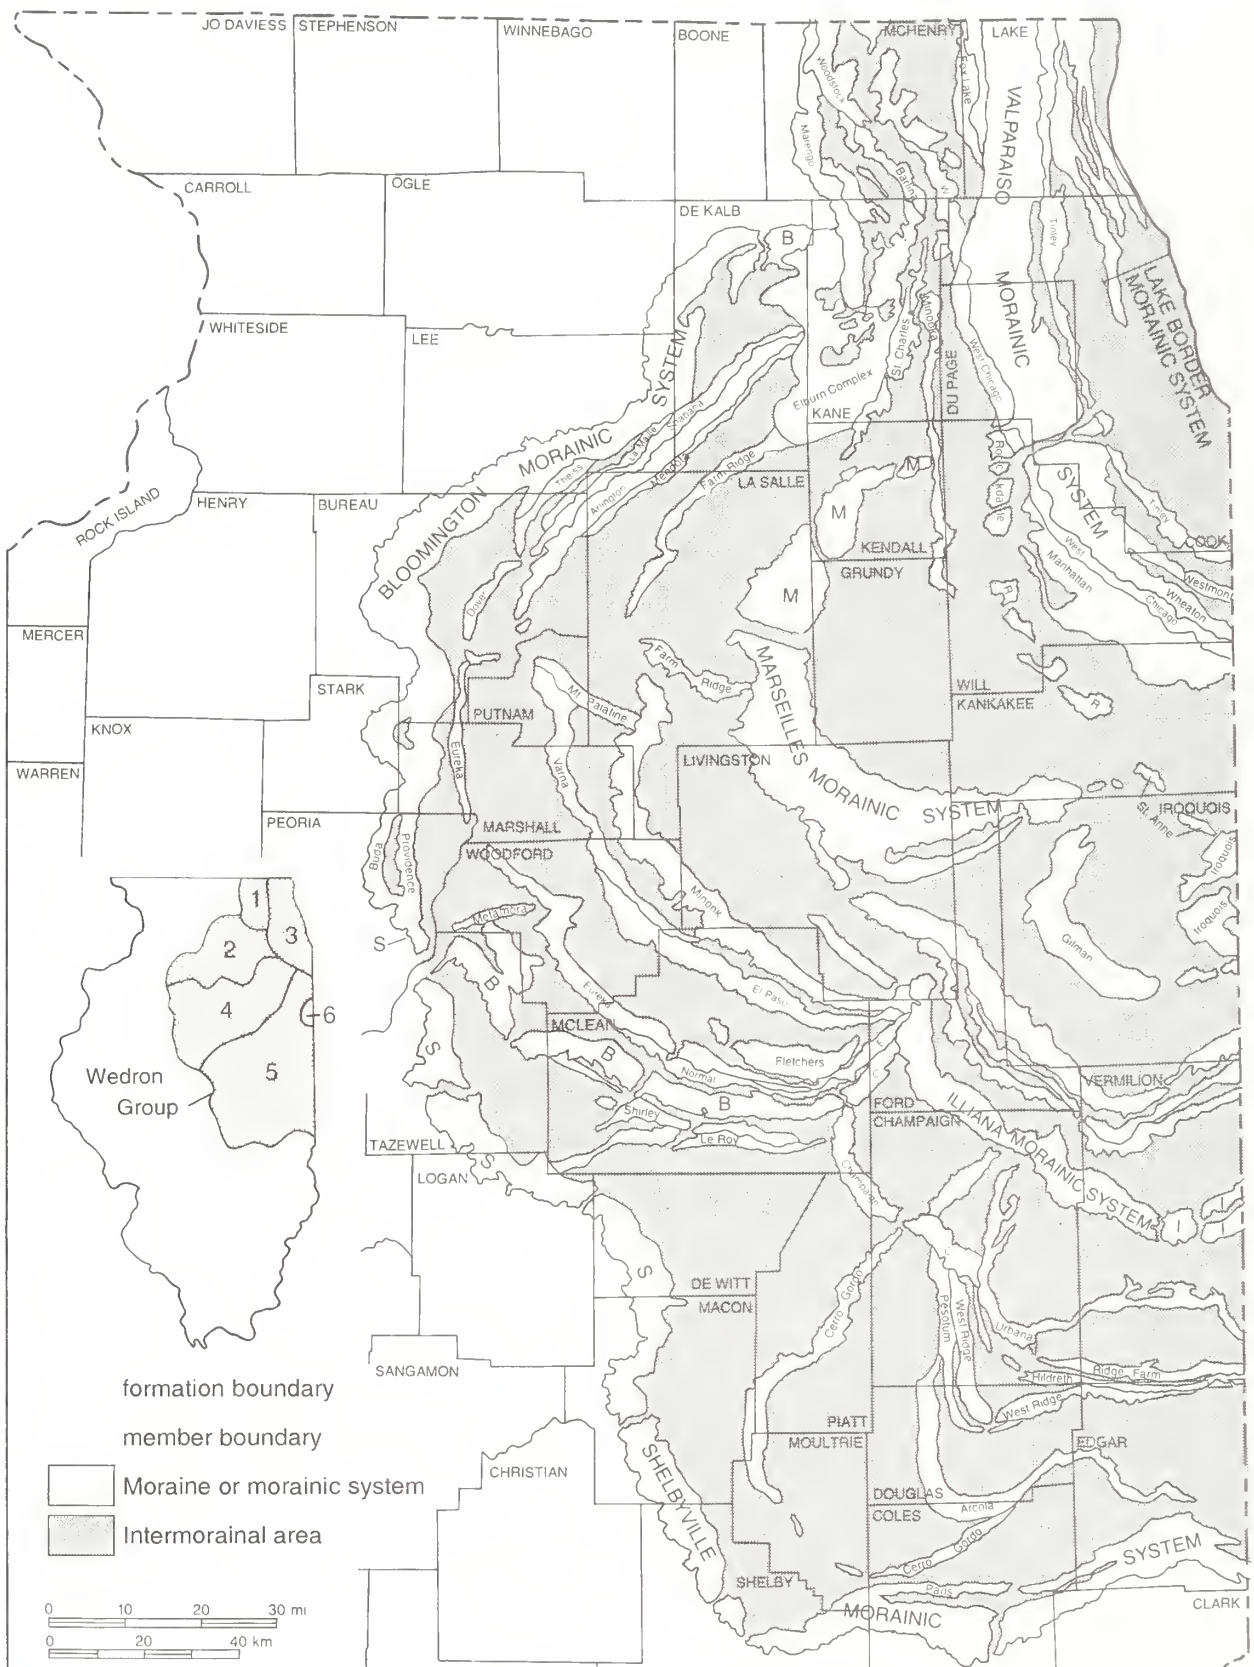 JO DAVIESS
STEPHENSON
WINNEBAGO
BOONE
MCHENRY
LAKE
Fox Lake
Woodstock
VALPARAISO
Marengo
Barlina
W
CARROLL
OGLE
DE KALB
B
Tinley
MORAINIC
LAKE BORDER
MORAINIC SYSTEM
WHITESIDE
LEE
SYSTEM
Minooka
St. Charles
DU PAGE
West Chicago
Elburn Complex
KANE
Shabbona
La Moille
MORAINIC
Theiss
Arlington
Mendota
Farm Ridge
LA SALLE
M
Rockdale
SYSTEM
Tinley
ROCK ISLAND
HENRY
BUREAU
BLOOMINGTON
M
KENDALL
GRUNDY
COOK
West
Chicago
Manhattan
Westmont
Wheaton
Dover
M
R
MERCER
Farm
Ridge
MARSEILLES MORAINIC SYSTEM
STARK
PUTNAM
Mt. Palatine
WILL
KANKAKEE
R
KNOX
Eureka
Varna
LIVINGSTON
WARREN
PEORIA
MARSHALL
WOODFORD
St. Anne
IROQUOIS
Iroquois
Buda
Providence
Minonk
Metamora
Iroquois
Gilman
S
B
Eureka
El Paso
1
2
3
4
5
6
Wedron
Group
MCLEAN
S
B
Fletchers
Normal
E
C
VERMILION
B
FORD
CHAMPAIGN
Shirley
Le Roy
ILLIANA MORAINIC SYSTEM
TAZEWELL
LOGAN
S
Champaign
I
I
I
S
DE WITT
MACON
Cerro Gordo
C
Pesotum
West Ridge
Urbana
SANGAMON
Hildreth
Ridge Farm
West Ridge
formation boundary
member boundary
Moraine or morainic system
Intermorainal area
PIATT
MOULTRIE
EDGAR
CHRISTIAN
SHELBYVILLE
DOUGLAS
COLES
Arcola
Cerro
Gordo
SYSTEM
SHELBY
Paris
MORAINIC
CLARK
0 10 20 30 mi
0 20 40 km